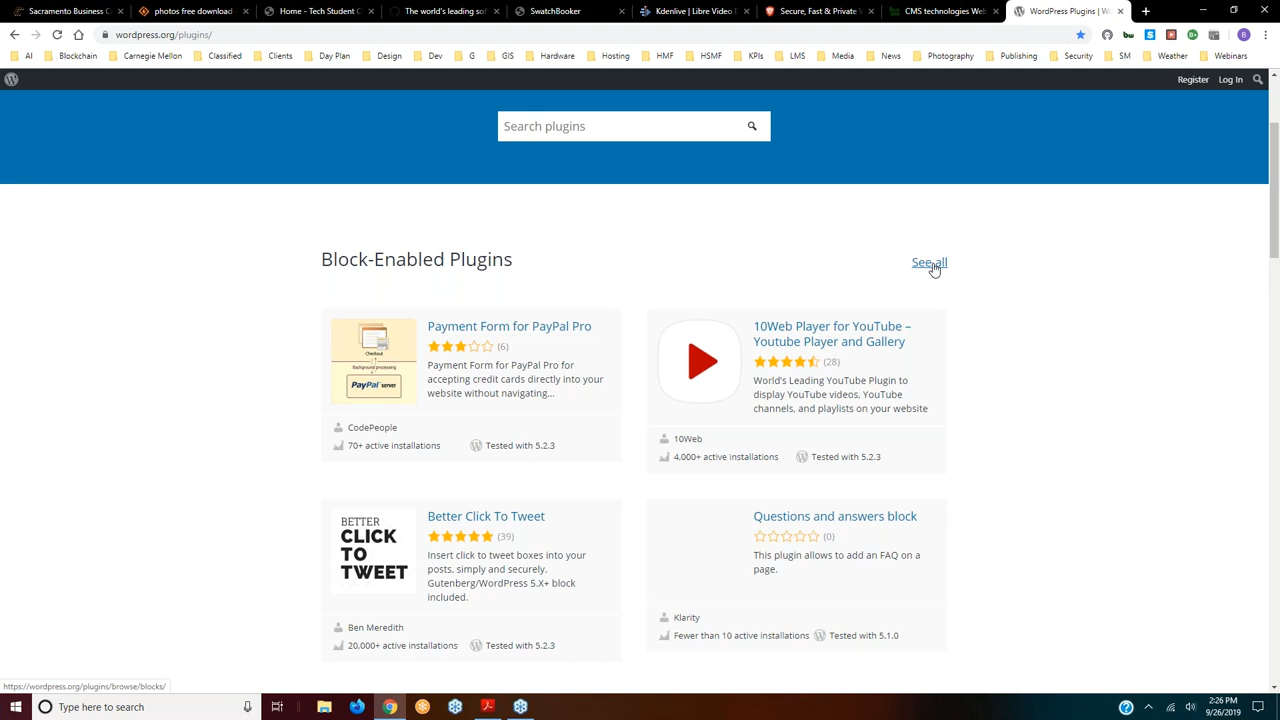 Sacramento Business C
photos free download
Home - Tech Student C
The world's leading sof
SwatchBooker
Kdenlive | Libre Video E
Secure, Fast & Private V
CMS technologies Web
WordPress Plugins | Wo
wordpress.org/plugins/
B
AI
Blockchain
Carnegie Mellon
Classified
Clients
Day Plan
Design
Dev
G
GIS
Hardware
HMF
Hosting
HSMF
KPIs
LMS
Media
News
Photography
Publishing
Security
SM
Weather
Webinars
Register
Log In
Search plugins
Block-Enabled Plugins
See all
Payment Form for PayPal Pro
(6)
Payment Form for PayPal Pro for
accepting credit cards directly into your
website without navigating...
CodePeople
70+ active installations
Tested with 5.2.3
Checkout
Background processing
PayPal server
10Web Player for YouTube –
Youtube Player and Gallery
(28)
World's Leading YouTube Plugin to
display YouTube videos, YouTube
channels, and playlists on your website
10Web
4,000+ active installations
Tested with 5.2.3
BETTER
CLICK
TO
TWEET
Better Click To Tweet
(39)
Insert click to tweet boxes into your
posts, simply and securely.
Gutenberg/WordPress 5.X+ block
included.
Ben Meredith
20,000+ active installations
Tested with 5.2.3
Questions and answers block
(0)
This plugin allows to add an FAQ on a
page.
Klarity
Fewer than 10 active installations
Tested with 5.1.0
https://wordpress.org/plugins/browse/blocks/
Type here to search
2:26 PM
9/26/2019